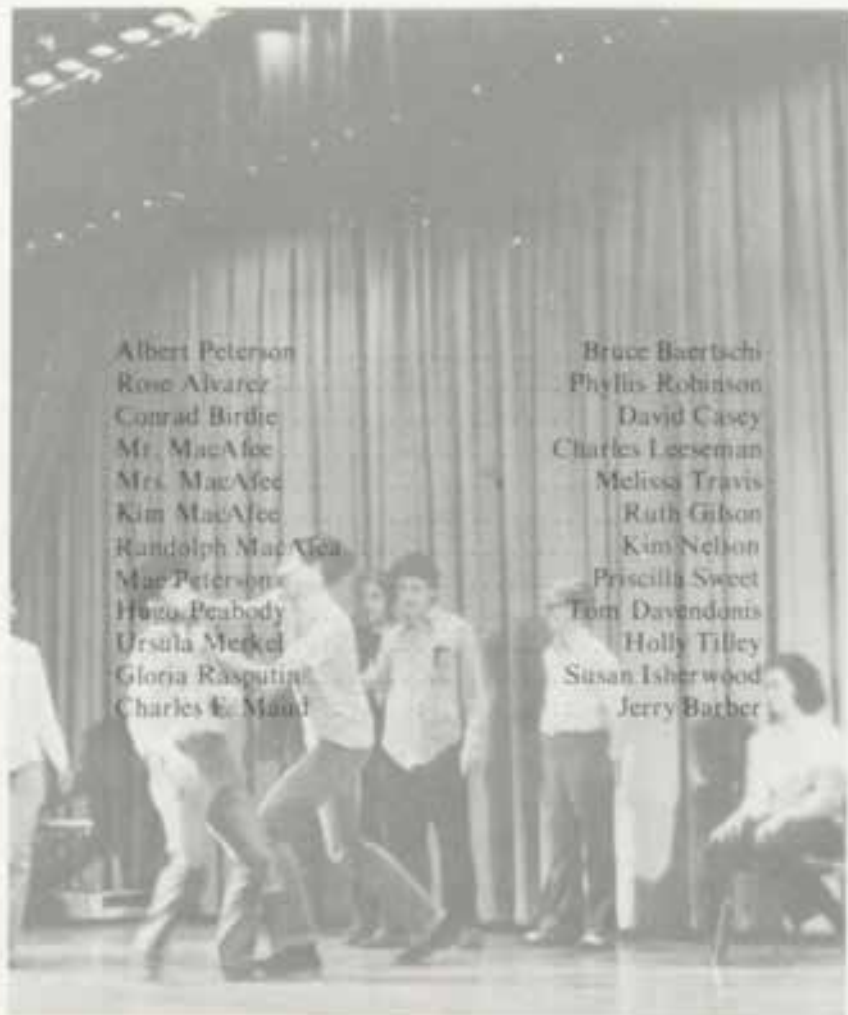 Albert Peterson Bruce Baertschi
Rose Alvarez Phyllis Robinson
Conrad Birdie David Casey
Mr. MacAfee Charles Leeseman
Mrs. MacAfee Melissa Travis
Kim MacAfee Ruth Gilson
Randolph MacAfea Kim Nelson
Mae Peterson Priscilla Sweet
Hugo Peabody Tom Davendonis
Ursula Merkel Holly Tilley
Gloria Rasputin Susan Isherwood
Charles F. Maud Jerry Barber